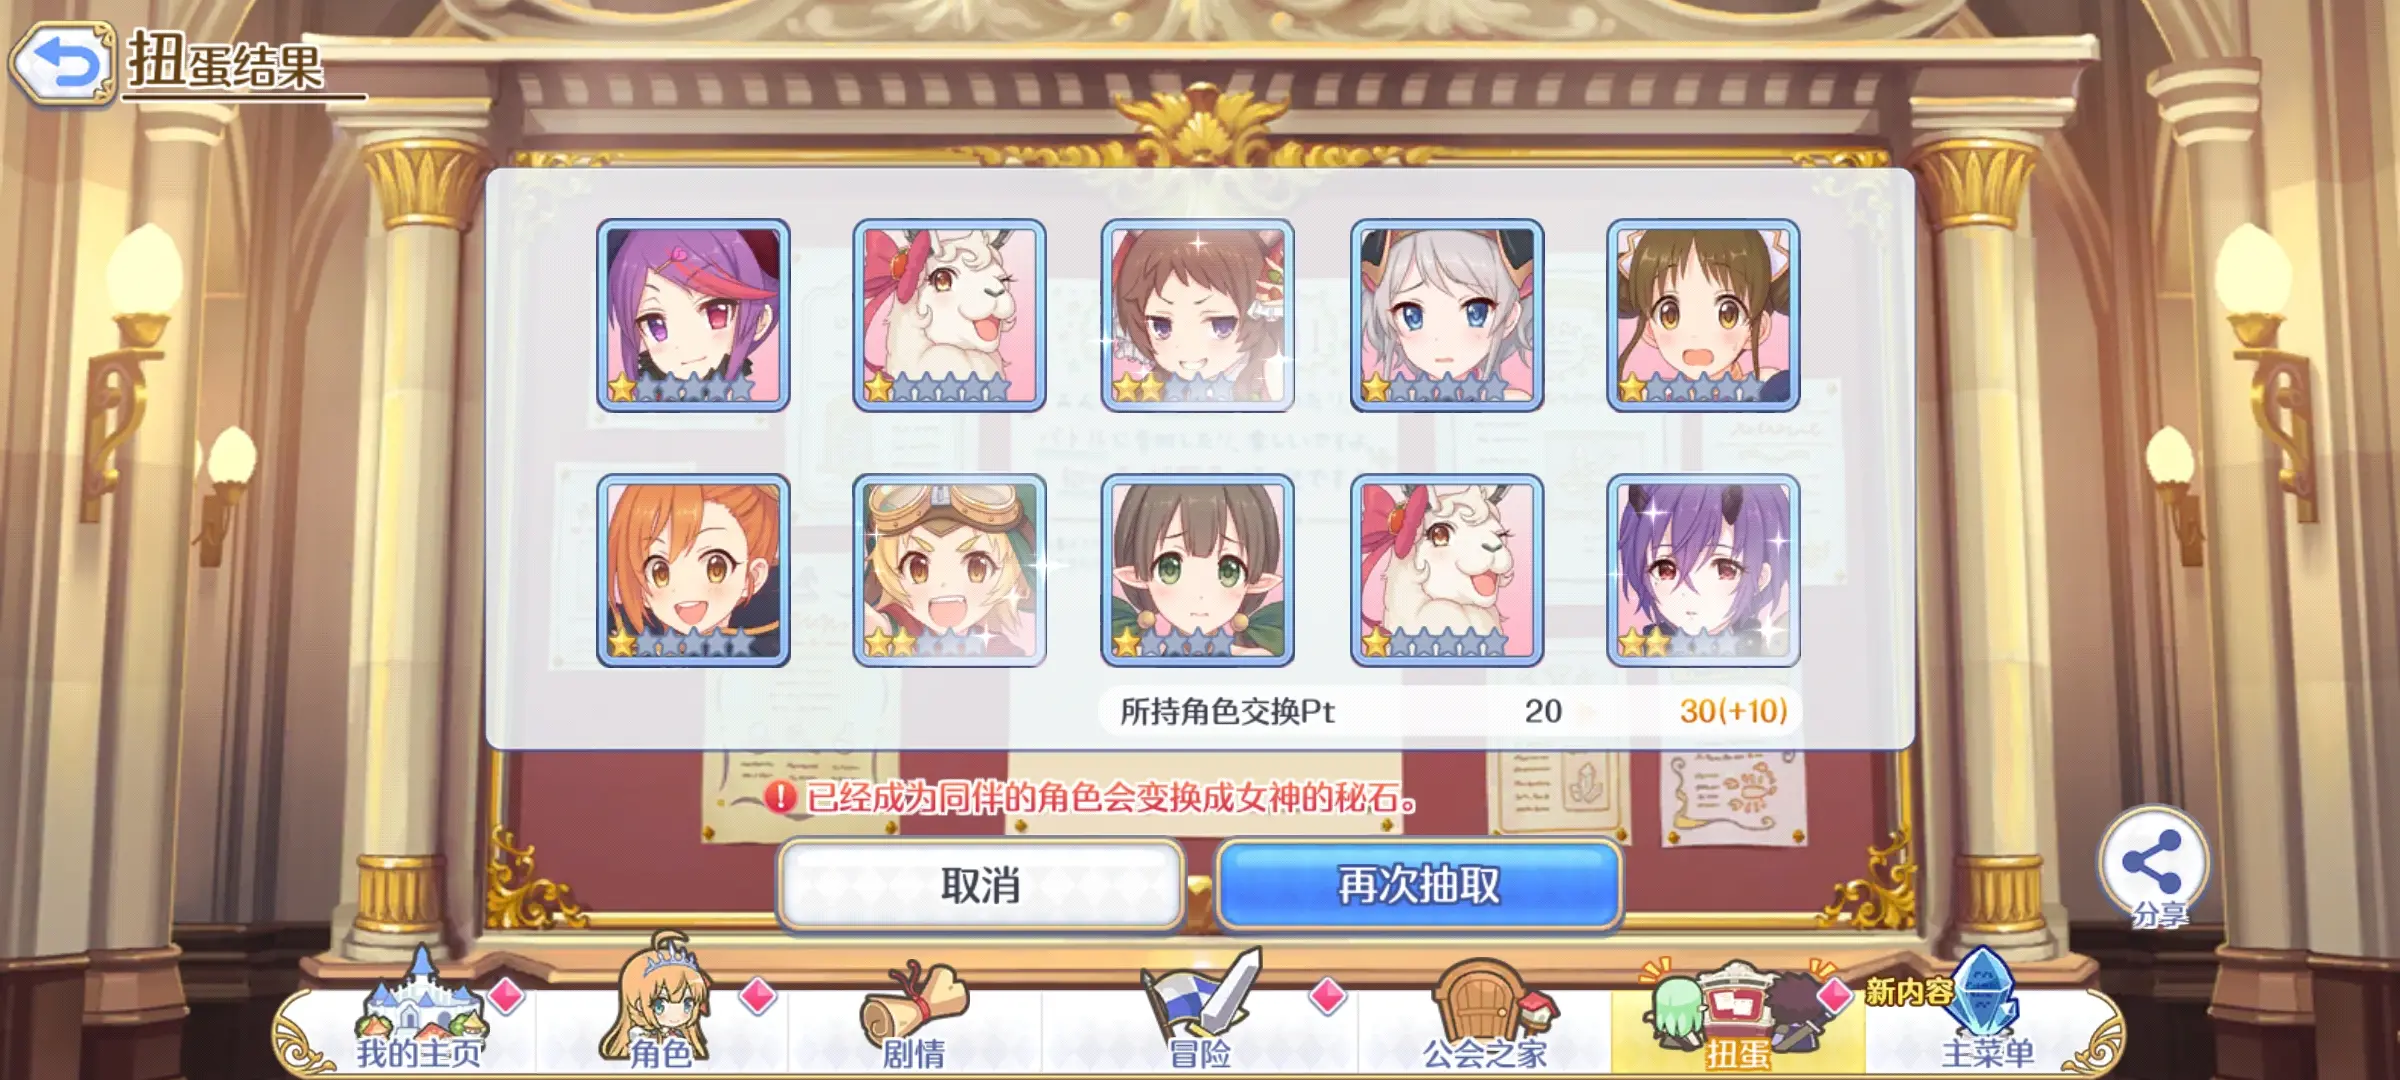 扭蛋结果
所持角色交换Pt 20 30(+10)
已经成为同伴的角色会变换成女神的秘石。
取消
再次抽取
分享
新内容
我的主页
角色
剧情
冒险
公会之家
扭蛋
主菜单